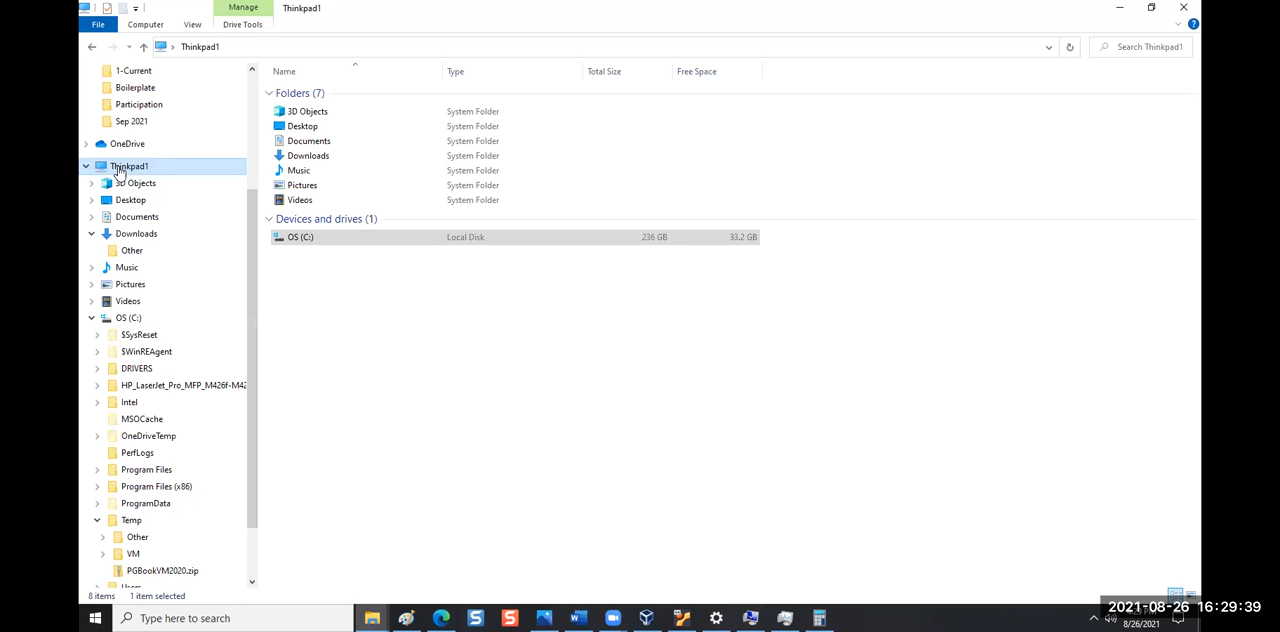 Manage
Thinkpad1
File
Computer
View
Drive Tools
Thinkpad1
Search Thinkpad1
1-Current
Boilerplate
Participation
Sep 2021
OneDrive
Thinkpad1
3D Objects
Desktop
Documents
Downloads
Other
Music
Pictures
Videos
OS (C:)
$SysReset
$WinREAgent
DRIVERS
HP_LaserJet_Pro_MFP_M426f-M42
Intel
MSOCache
OneDriveTemp
PerfLogs
Program Files
Program Files (x86)
ProgramData
Temp
Other
VM
PGBookVM2020.zip
Users
Name
Type
Total Size
Free Space
Folders (7)
3D Objects System Folder
Desktop System Folder
Documents System Folder
Downloads System Folder
Music System Folder
Pictures System Folder
Videos System Folder
Devices and drives (1)
OS (C:) Local Disk 236 GB 33.2 GB
8 items 1 item selected
Type here to search
2021-08-26 16:29:39
8/26/2021